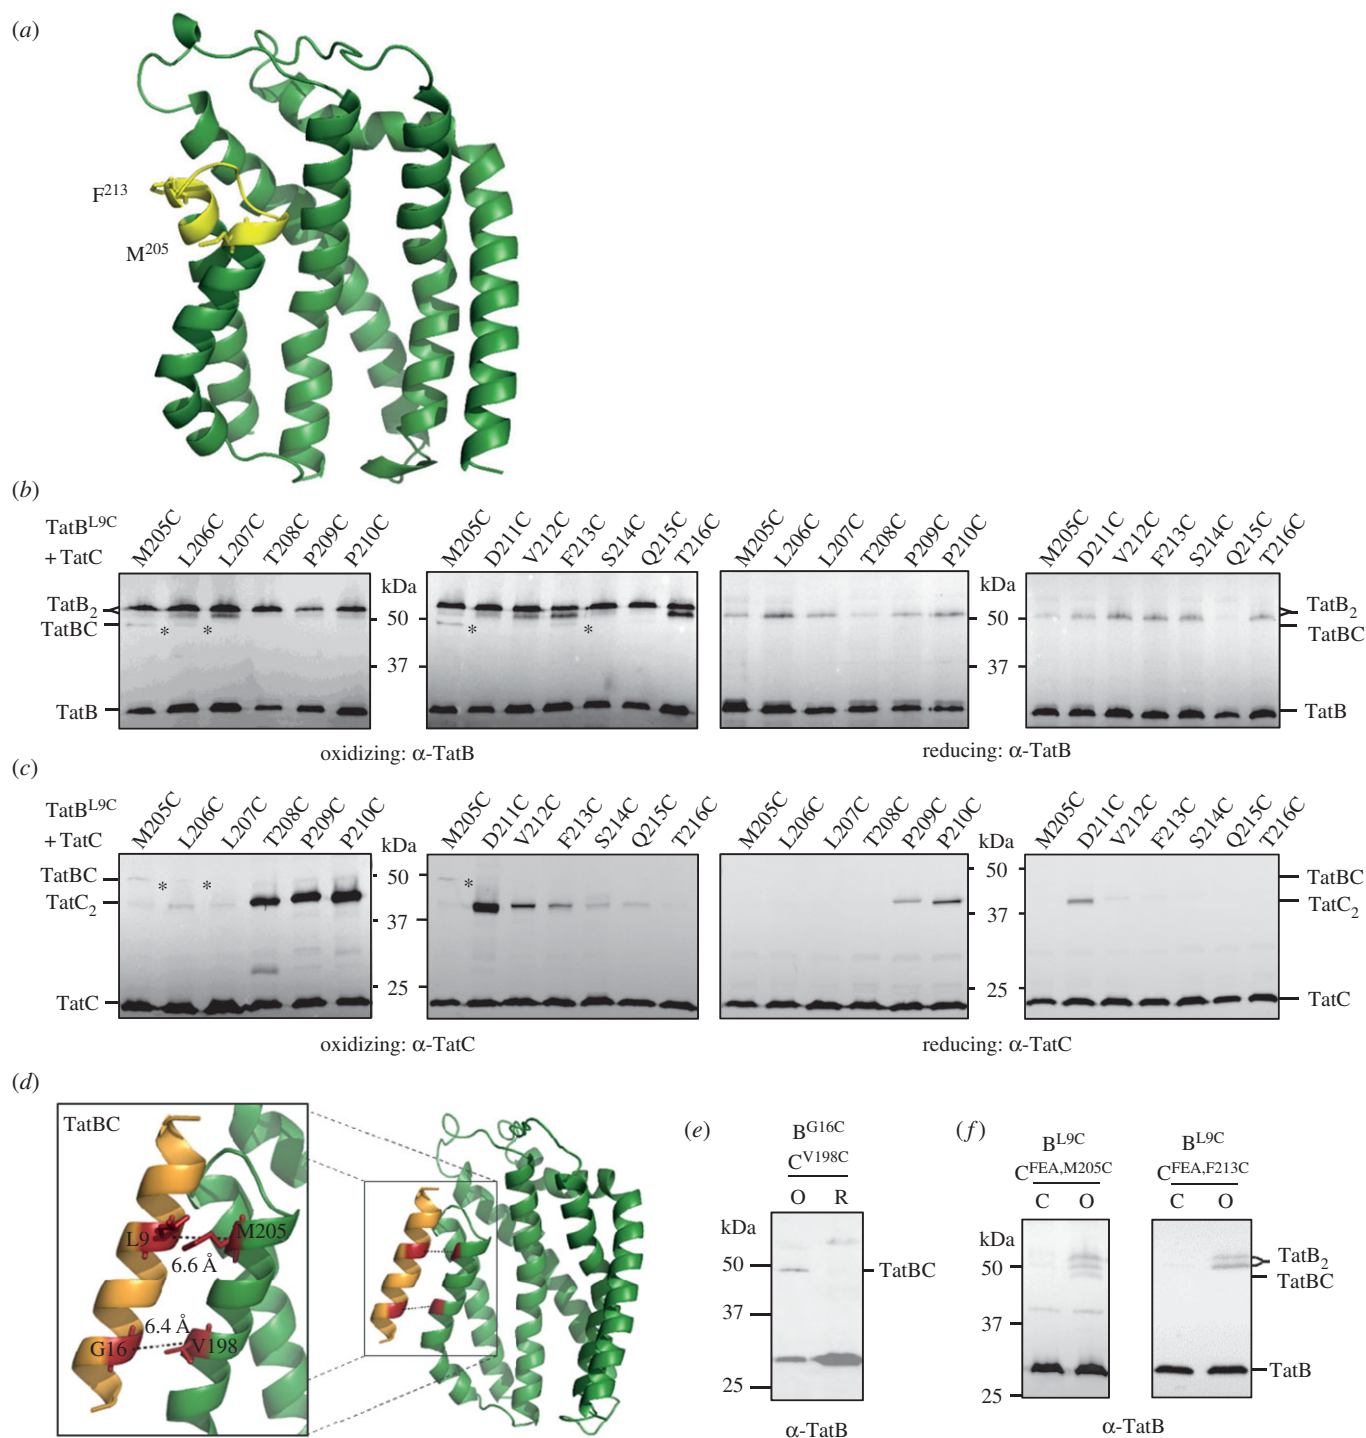 (a)
F213
M205
(b)
TatBL9C
+ TatC
M205C L206C L207C T208C P209C P210C
M205C D211C V212C F213C S214C Q215C T216C
M205C L206C L207C T208C P209C P210C
M205C D211C V212C F213C S214C Q215C T216C
TatB2
TatBC
TatB
*
*
*
*
kDa
50
37
kDa
50
37
TatB2
TatBC
TatB
oxidizing: α-TatB
reducing: α-TatB
(c)
TatBL9C
+ TatC
M205C L206C L207C T208C P209C P210C
M205C D211C V212C F213C S214C Q215C T216C
M205C L206C L207C T208C P209C P210C
M205C D211C V212C F213C S214C Q215C T216C
TatBC
TatC2
TatC
*
*
*
kDa
50
37
25
kDa
50
37
25
TatBC
TatC2
TatC
oxidizing: α-TatC
reducing: α-TatC
(d)
TatBC
L9
M205
6.6 Å
6.4 Å
G16
V198
(e)
BG16C
CV198C
O R
kDa
50
37
25
TatBC
α-TatB
(f)
BL9C
CFEA,M205C
C O
BL9C
CFEA,F213C
C O
kDa
50
37
25
TatB2
TatBC
TatB
α-TatB